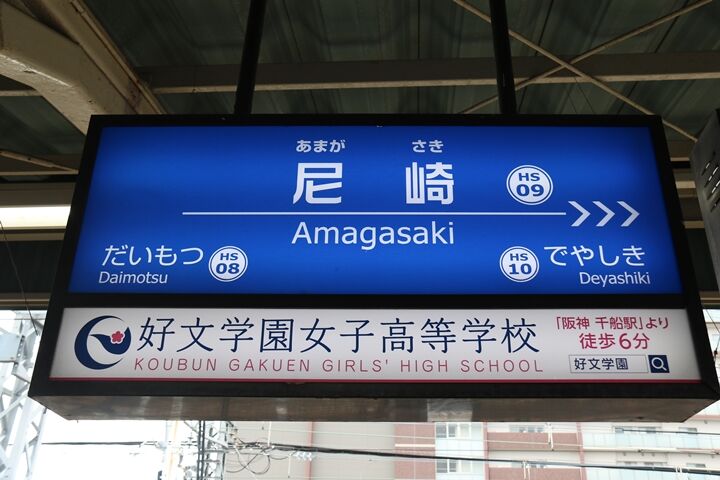 あまが さき
尼 崎
HS
09
Amagasaki
だいもつ
Daimotsu
HS
08
HS
10
でやしき
Deyashiki
好文学園女子高等学校
KOUBUN GAKUEN GIRLS' HIGH SCHOOL
「阪神 千船駅」より
徒歩6分
好文学園